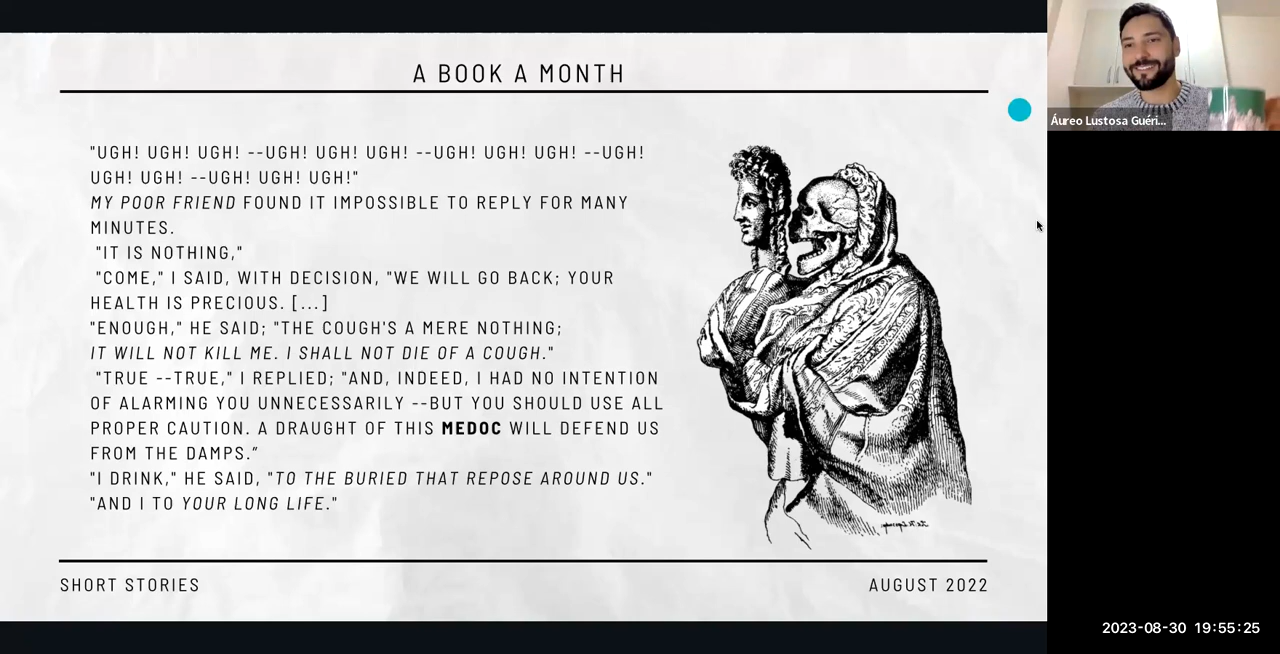 A BOOK A MONTH
"UGH! UGH! UGH! --UGH! UGH! UGH! --UGH! UGH! UGH! --UGH!
UGH! UGH! --UGH! UGH! UGH!"
MY POOR FRIEND FOUND IT IMPOSSIBLE TO REPLY FOR MANY
MINUTES.
"IT IS NOTHING,"
"COME," I SAID, WITH DECISION, "WE WILL GO BACK; YOUR
HEALTH IS PRECIOUS. [...]
"ENOUGH," HE SAID; "THE COUGH'S A MERE NOTHING;
IT WILL NOT KILL ME. I SHALL NOT DIE OF A COUGH."
"TRUE --TRUE," I REPLIED; "AND, INDEED, I HAD NO INTENTION
OF ALARMING YOU UNNECESSARILY --BUT YOU SHOULD USE ALL
PROPER CAUTION. A DRAUGHT OF THIS MEDOC WILL DEFEND US
FROM THE DAMPS.”
"I DRINK," HE SAID, "TO THE BURIED THAT REPOSE AROUND US."
"AND I TO YOUR LONG LIFE."
SHORT STORIES
AUGUST 2022
Áureo Lustosa Guéri...
2023-08-30 19:55:25